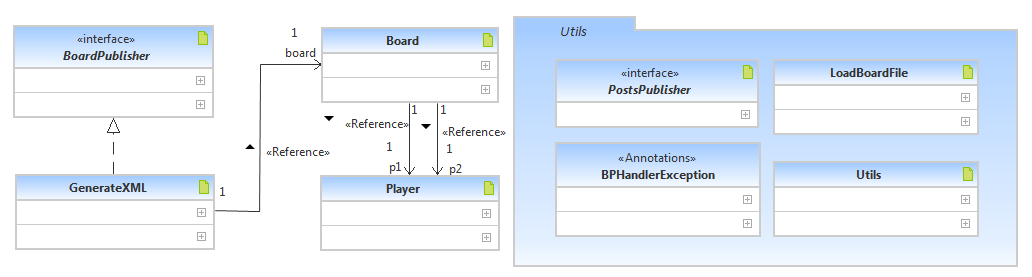 «interface»
BoardPublisher
GenerateXML
1
1
board
Board
«Reference»
1
1
«Reference»
«Reference»
1
1
p1
p2
Player
Utils
«interface»
PostsPublisher
LoadBoardFile
«Annotations»
BPHandlerException
Utils